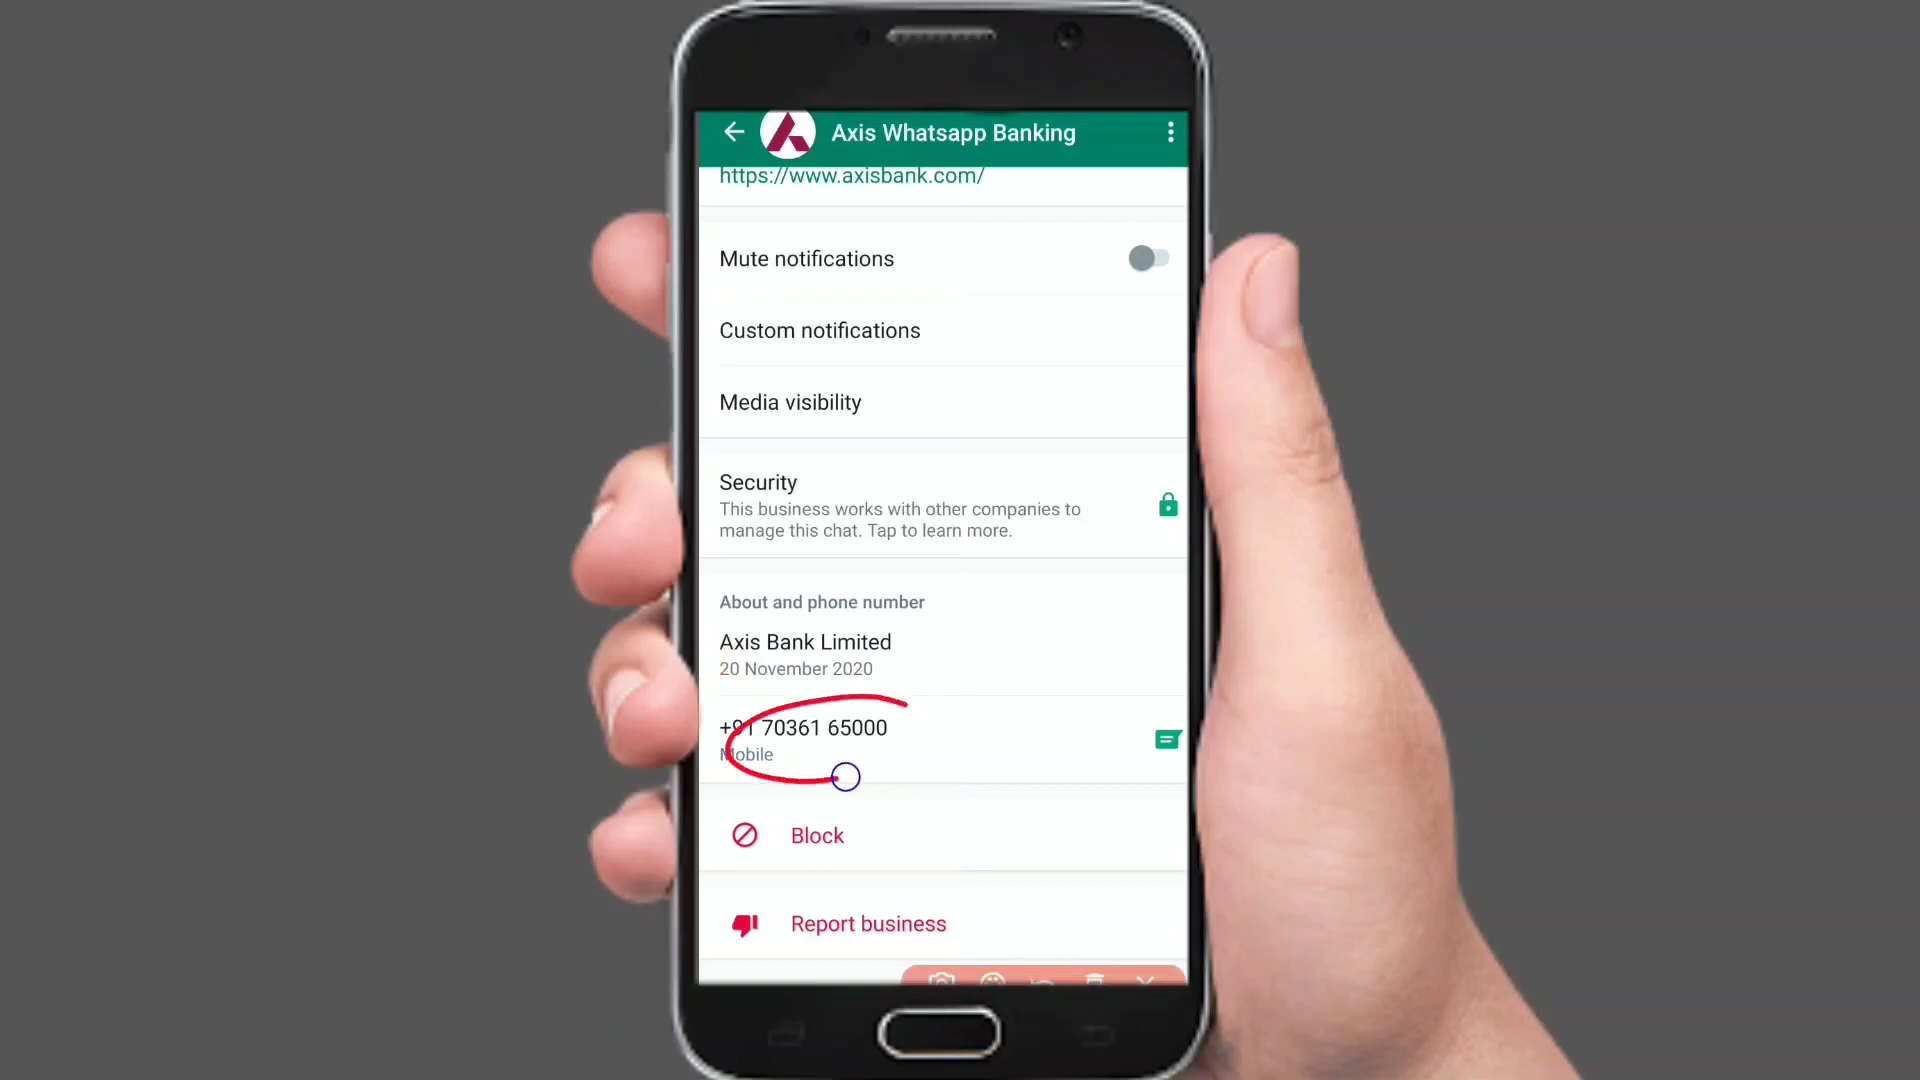 Axis Whatsapp Banking
https://www.axisbank.com/
Mute notifications
Custom notifications
Media visibility
Security
This business works with other companies to
manage this chat. Tap to learn more.
About and phone number
Axis Bank Limited
20 November 2020
+91 70361 65000
Mobile
Block
Report business